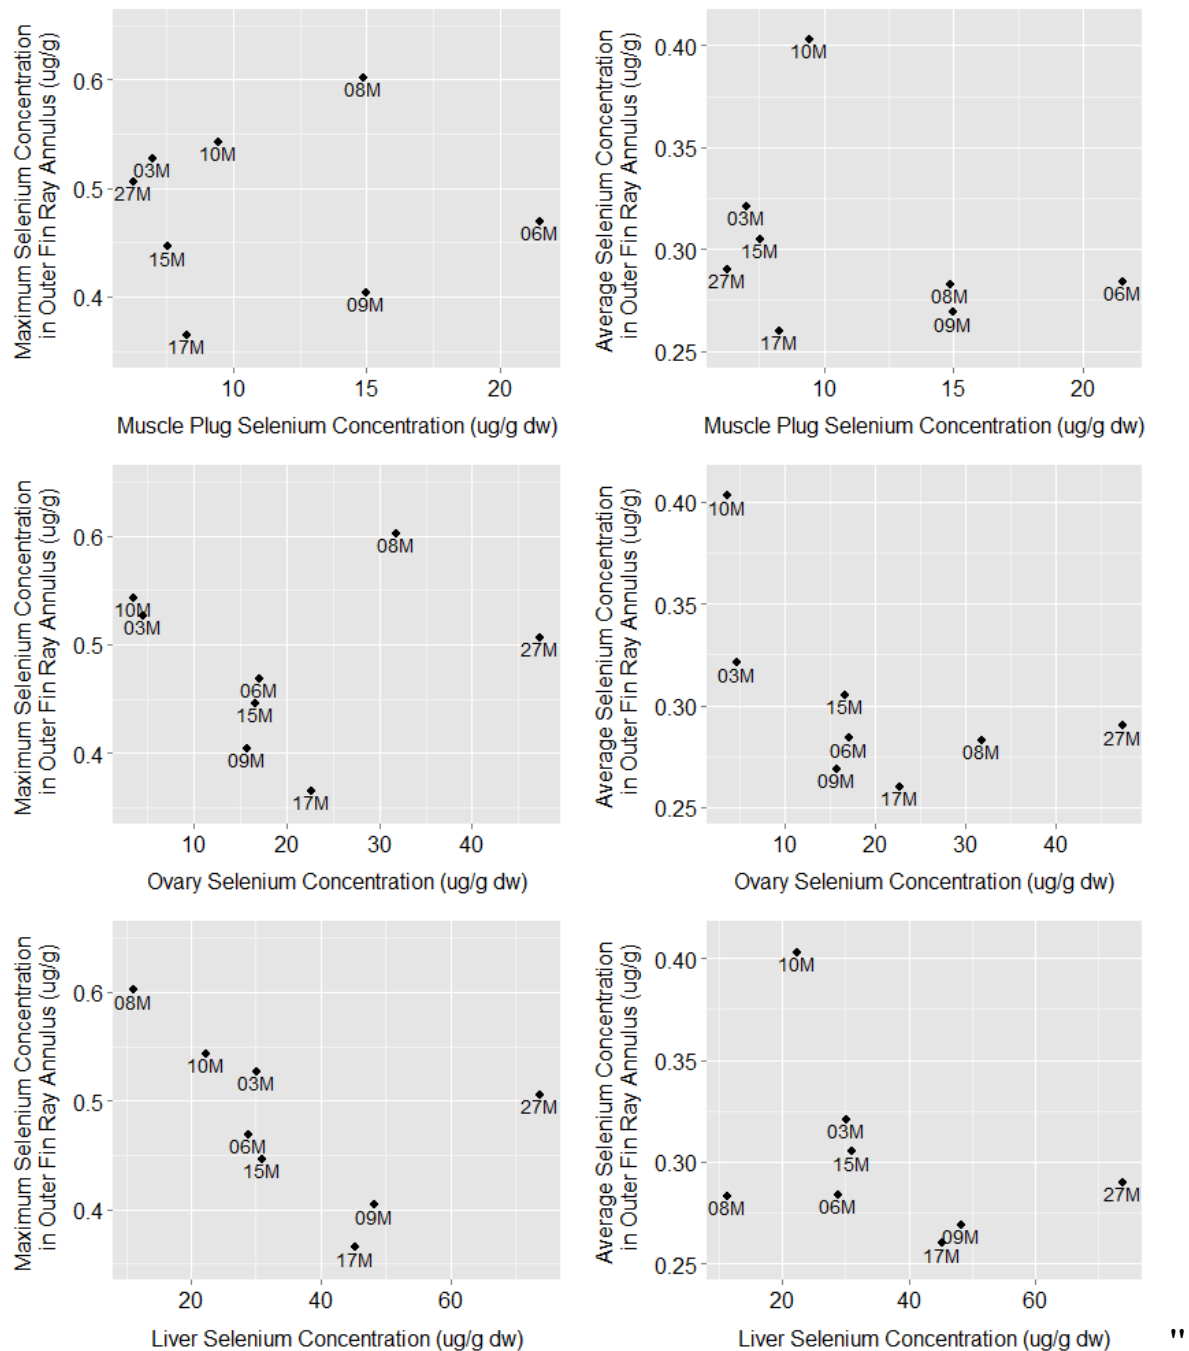 Maximum Selenium Concentration
in Outer Fin Ray Annulus (ug/g)
0.6
0.5
0.4
08M
10M
03M
27M
06M
15M
09M
17M
10 15 20
Muscle Plug Selenium Concentration (ug/g dw)
Average Selenium Concentration
in Outer Fin Ray Annulus (ug/g)
0.40
0.35
0.30
0.25
10M
03M
15M
27M
08M
06M
09M
17M
10 15 20
Muscle Plug Selenium Concentration (ug/g dw)
Maximum Selenium Concentration
in Outer Fin Ray Annulus (ug/g)
0.6
0.5
0.4
08M
10M
03M
27M
06M
15M
09M
17M
10 20 30 40
Ovary Selenium Concentration (ug/g dw)
Average Selenium Concentration
in Outer Fin Ray Annulus (ug/g)
0.40
0.35
0.30
0.25
10M
03M
15M
06M
08M
27M
09M
17M
10 20 30 40
Ovary Selenium Concentration (ug/g dw)
Maximum Selenium Concentration
in Outer Fin Ray Annulus (ug/g)
0.6
0.5
0.4
08M
10M
03M
27M
06M
15M
09M
17M
20 40 60
Liver Selenium Concentration (ug/g dw)
Average Selenium Concentration
in Outer Fin Ray Annulus (ug/g)
0.40
0.35
0.30
0.25
10M
03M
15M
08M
06M
27M
09M
17M
20 40 60
Liver Selenium Concentration (ug/g dw)
"